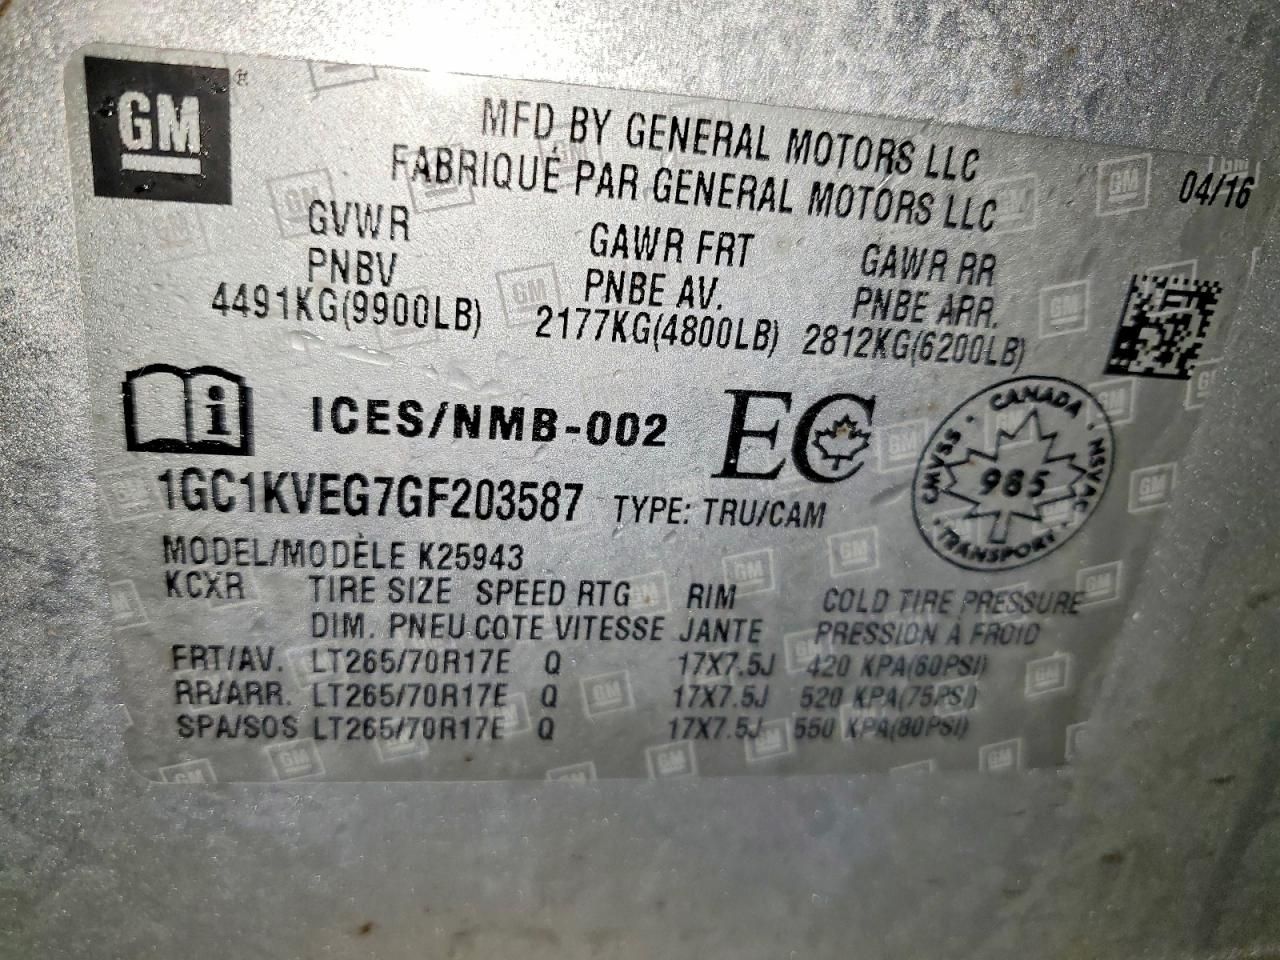 GM
MFD BY GENERAL MOTORS LLC
FABRIQUÉ PAR GENERAL MOTORS LLC
04/16
GVWR GAWR FRT GAWR RR
PNBV PNBE AV. PNBE ARR.
4491KG(9900LB) 2177KG(4800LB) 2812KG(6200LB)
i ICES/NMB-002 EC
CANADA
CMVSS · 985 · NSVAC
TRANSPORT
1GC1KVEG7GF203587 TYPE: TRU/CAM
MODEL/MODÈLE K25943
KCXR TIRE SIZE SPEED RTG RIM COLD TIRE PRESSURE
DIM. PNEU COTE VITESSE JANTE PRESSION À FROID
FRT/AV. LT265/70R17E Q 17X7.5J 420 KPA(60PSI)
RR/ARR. LT265/70R17E Q 17X7.5J 520 KPA(75PSI)
SPA/SOS LT265/70R17E Q 17X7.5J 550 KPA(80PSI)